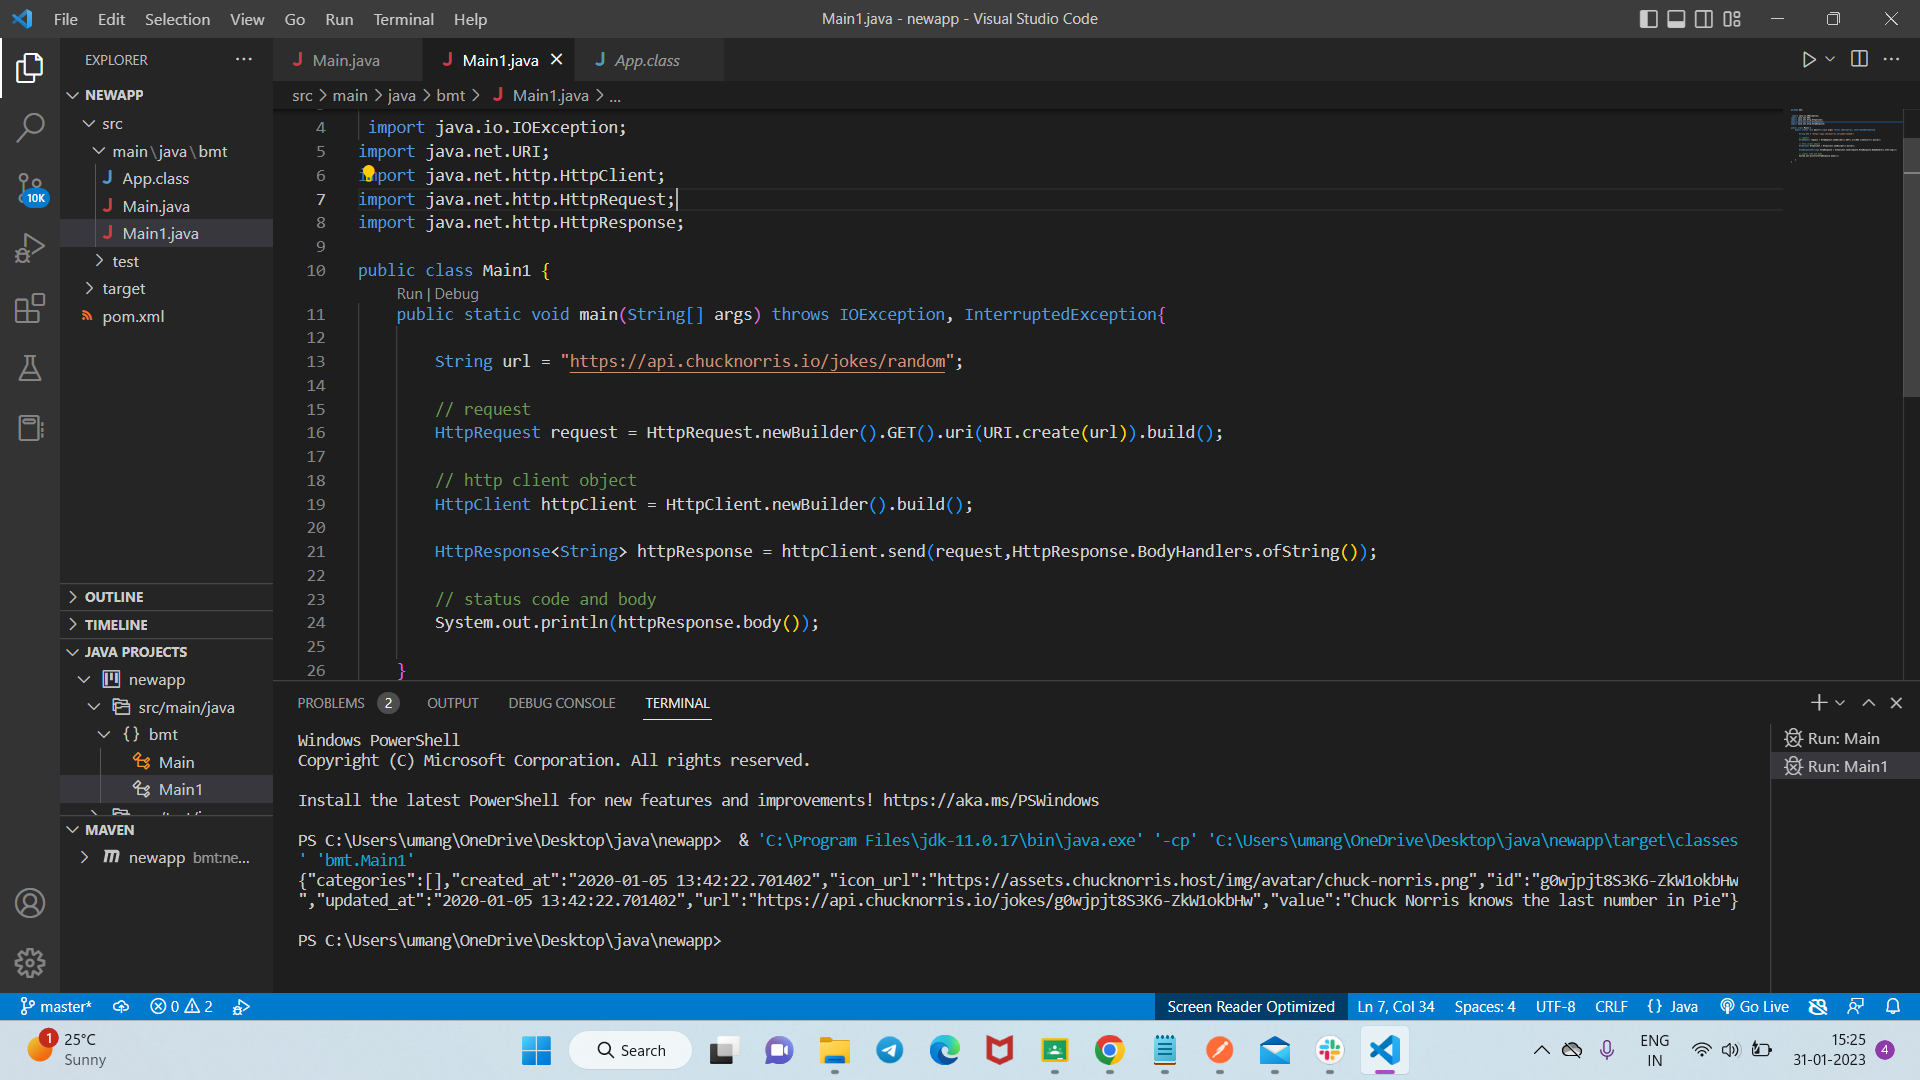 File Edit Selection View Go Run Terminal Help
Main1.java - newapp - Visual Studio Code
EXPLORER
NEWAPP
src
main\java\bmt
App.class
Main.java
Main1.java
test
target
pom.xml
10K
OUTLINE
TIMELINE
JAVA PROJECTS
newapp
src/main/java
{} bmt
Main
Main1
MAVEN
newapp bmt:ne...
Main.java
Main1.java
App.class
src > main > java > bmt > Main1.java > ...
4 import java.io.IOException;
5 import java.net.URI;
6 import java.net.http.HttpClient;
7 import java.net.http.HttpRequest;
8 import java.net.http.HttpResponse;
9
10 public class Main1 {
Run | Debug
11 public static void main(String[] args) throws IOException, InterruptedException{
12
13 String url = "https://api.chucknorris.io/jokes/random";
14
15 // request
16 HttpRequest request = HttpRequest.newBuilder().GET().uri(URI.create(url)).build();
17
18 // http client object
19 HttpClient httpClient = HttpClient.newBuilder().build();
20
21 HttpResponse<String> httpResponse = httpClient.send(request,HttpResponse.BodyHandlers.ofString());
22
23 // status code and body
24 System.out.println(httpResponse.body());
25
26 }
PROBLEMS 2 OUTPUT DEBUG CONSOLE TERMINAL
Windows PowerShell
Copyright (C) Microsoft Corporation. All rights reserved.
Install the latest PowerShell for new features and improvements! https://aka.ms/PSWindows
PS C:\Users\umang\OneDrive\Desktop\java\newapp> & 'C:\Program Files\jdk-11.0.17\bin\java.exe' '-cp' 'C:\Users\umang\OneDrive\Desktop\java\newapp\target\classes
' 'bmt.Main1'
{"categories":[],"created_at":"2020-01-05 13:42:22.701402","icon_url":"https://assets.chucknorris.host/img/avatar/chuck-norris.png","id":"g0wjpjt8S3K6-ZkW1okbHw
","updated_at":"2020-01-05 13:42:22.701402","url":"https://api.chucknorris.io/jokes/g0wjpjt8S3K6-ZkW1okbHw","value":"Chuck Norris knows the last number in Pie"}
PS C:\Users\umang\OneDrive\Desktop\java\newapp>
Run: Main
Run: Main1
master* 0 2
Screen Reader Optimized Ln 7, Col 34 Spaces: 4 UTF-8 CRLF {} Java Go Live
1
25°C
Sunny
Search
ENG
IN
15:25
31-01-2023
4